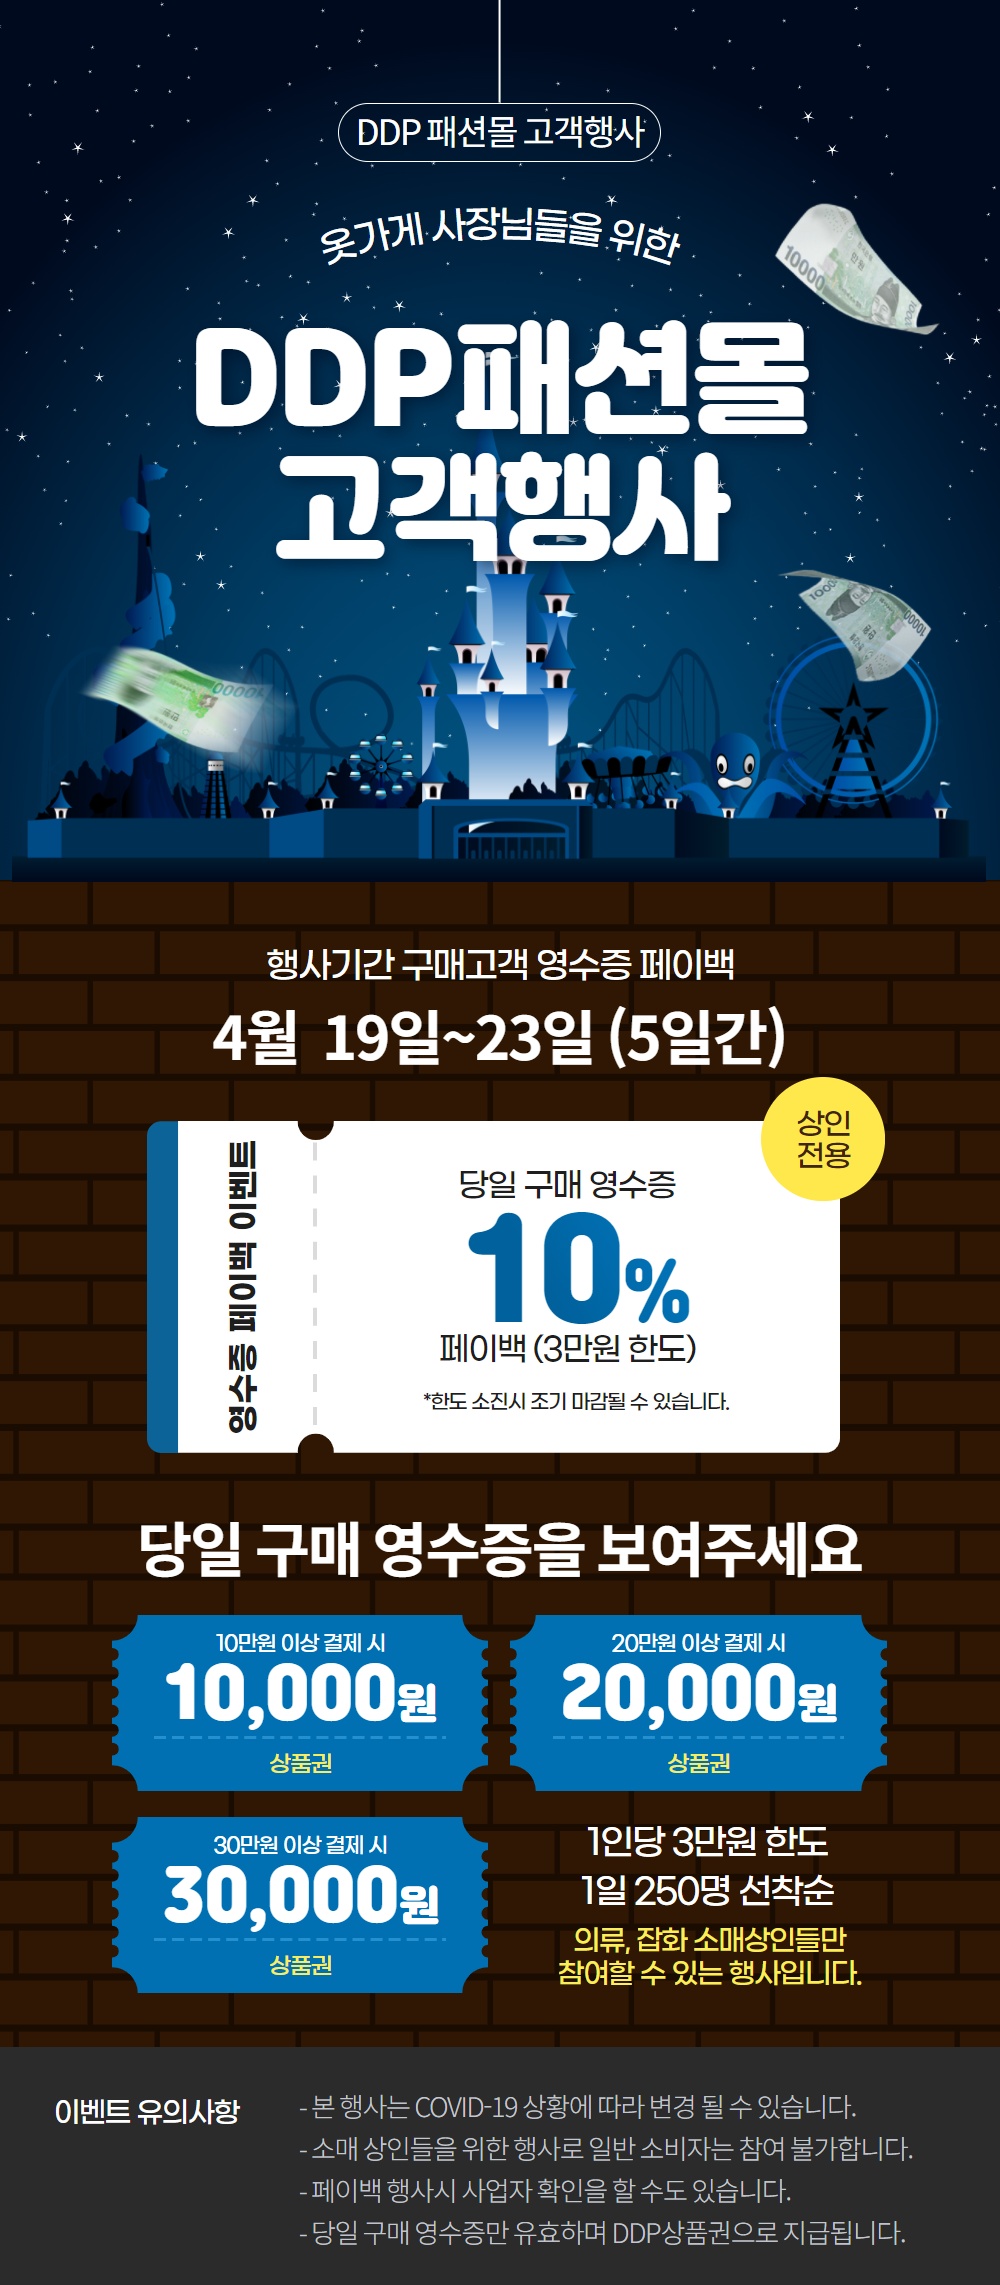 DDP 패션몰 고객행사
옷가게 사장님들을 위한
DDP패션몰
고객행사
행사기간 구매고객 영수증 페이백
4월 19일~23일 (5일간)
상인
전용
영수증 페이백 이벤트
당일 구매 영수증
10%
페이백 (3만원 한도)
*한도 소진시 조기 마감될 수 있습니다.
당일 구매 영수증을 보여주세요
10만원 이상 결제 시
10,000원
상품권
20만원 이상 결제 시
20,000원
상품권
30만원 이상 결제 시
30,000원
상품권
1인당 3만원 한도
1일 250명 선착순
의류, 잡화 소매상인들만
참여할 수 있는 행사입니다.
이벤트 유의사항
- 본 행사는 COVID-19 상황에 따라 변경 될 수 있습니다.
- 소매 상인들을 위한 행사로 일반 소비자는 참여 불가합니다.
- 페이백 행사시 사업자 확인을 할 수도 있습니다.
- 당일 구매 영수증만 유효하며 DDP상품권으로 지급됩니다.